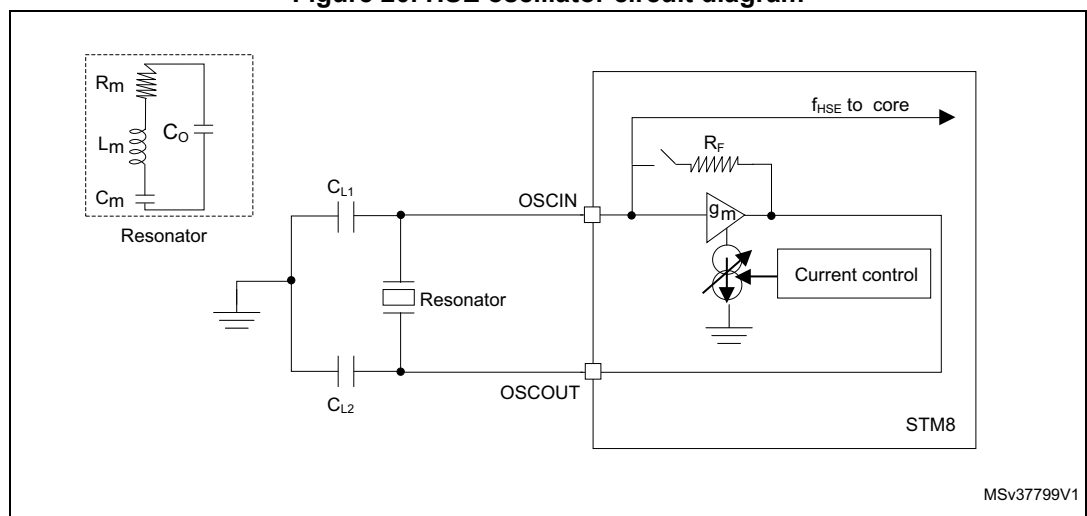 Figure 20. HSE oscillator circuit diagram
Rm
Lm
CO
Cm
Resonator
CL1
CL2
Resonator
OSCIN
OSCOUT
fHSE to core
RF
gm
Current control
STM8
MSv37799V1